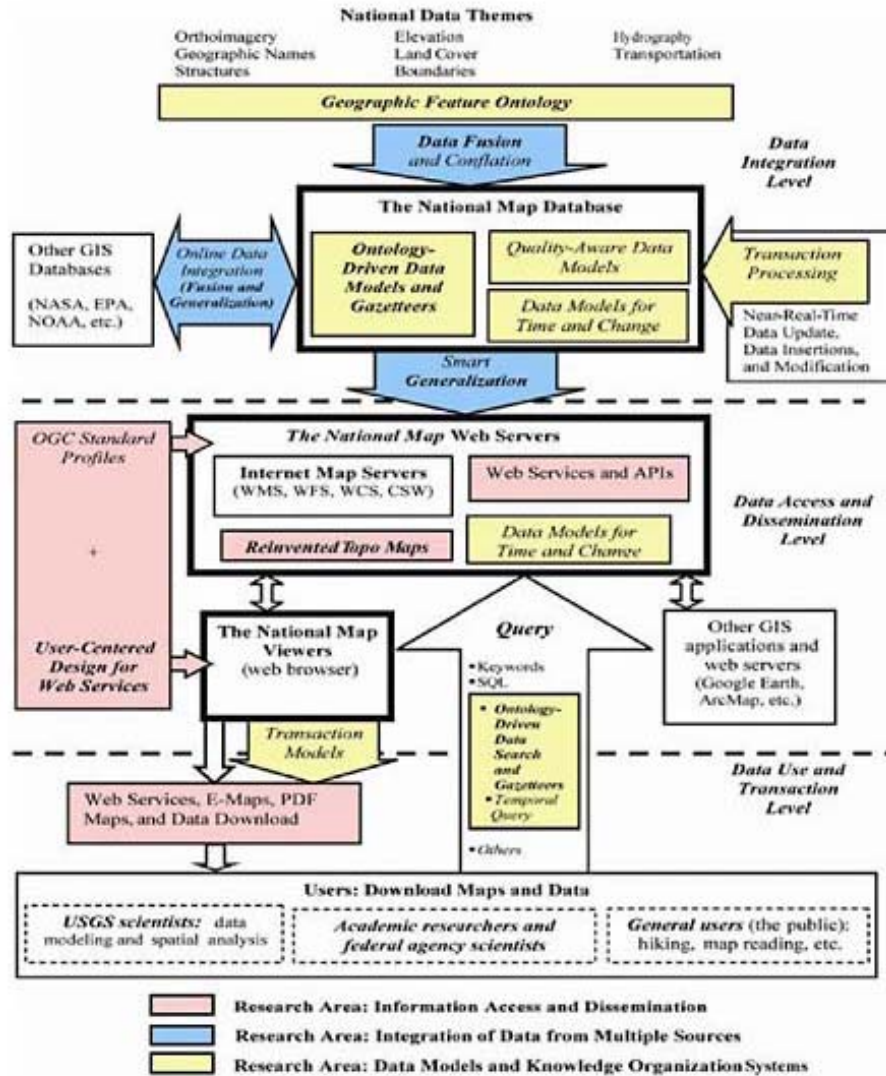 National Data Themes
Orthoimagery
Geographic Names
Structures
Elevation
Land Cover
Boundaries
Hydrography
Transportation
Geographic Feature Ontology
Data Fusion
and Conflation
Data
Integration
Level
The National Map Database
Other GIS
Databases
(NASA, EPA,
NOAA, etc.)
Online Data
Integration
(Fusion and
Generalization)
Ontology-
Driven Data
Models and
Gazetteers
Quality-Aware Data
Models
Data Models for
Time and Change
Transaction
Processing
Near-Real-Time
Data Update,
Data Insertions,
and Modification
Smart
Generalization
OGC Standard
Profiles
+
User-Centered
Design for
Web Services
The National Map Web Servers
Internet Map Servers
(WMS, WFS, WCS, CSW)
Web Services and APIs
Reinvented Topo Maps
Data Models for
Time and Change
Data Access and
Dissemination
Level
The National Map
Viewers
(web browser)
Query
•Keywords
•SQL
• Ontology-
Driven
Data
Search
and
Gazetteers
• Temporal
Query
•Others
Other GIS
applications and
web servers
(Google Earth,
ArcMap, etc.)
Transaction
Models
Data Use and
Transaction
Level
Web Services, E-Maps, PDF
Maps, and Data Download
Users: Download Maps and Data
USGS scientists: data
modeling and spatial analysis
Academic researchers and
federal agency scientists
General users (the public):
hiking, map reading, etc.
Research Area: Information Access and Dissemination
Research Area: Integration of Data from Multiple Sources
Research Area: Data Models and Knowledge Organization Systems